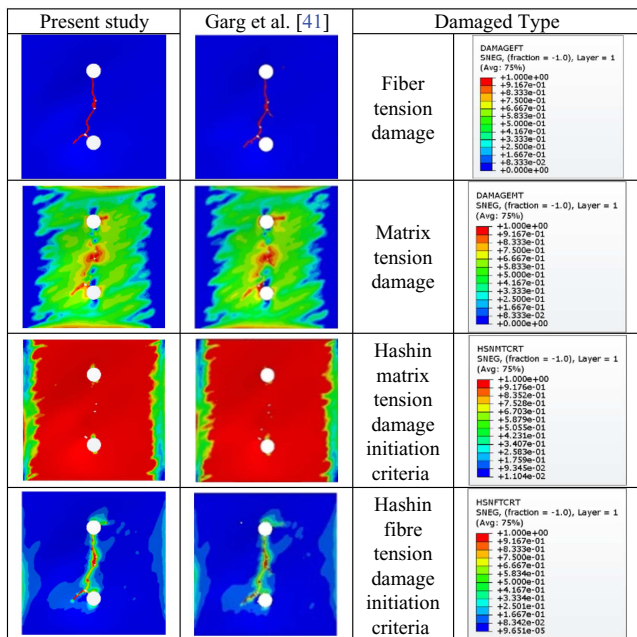 Present study
Garg et al. [41]
Damaged Type
Fiber
tension
damage
DAMAGEFT
SNEG, (fraction = -1.0), Layer = 1
(Avg: 75%)
+1.000e+00
+9.167e-01
+8.333e-01
+7.500e-01
+6.667e-01
+5.833e-01
+5.000e-01
+4.167e-01
+3.333e-01
+2.500e-01
+1.667e-01
+8.333e-02
+0.000e+00
Matrix
tension
damage
DAMAGEMT
SNEG, (fraction = -1.0), Layer = 1
(Avg: 75%)
+1.000e+00
+9.167e-01
+8.333e-01
+7.500e-01
+6.667e-01
+5.833e-01
+5.000e-01
+4.167e-01
+3.333e-01
+2.500e-01
+1.667e-01
+8.333e-02
+0.000e+00
Hashin
matrix
tension
damage
initiation
criteria
HSNMTCRT
SNEG, (fraction = -1.0), Layer = 1
(Avg: 75%)
+1.000e+00
+9.176e-01
+8.352e-01
+7.528e-01
+6.703e-01
+5.879e-01
+5.055e-01
+4.231e-01
+3.407e-01
+2.583e-01
+1.759e-01
+9.345e-02
+1.104e-02
Hashin
fibre
tension
damage
initiation
criteria
HSNFTCRT
SNEG, (fraction = -1.0), Layer = 1
(Avg: 75%)
+1.000e+00
+9.167e-01
+8.333e-01
+7.500e-01
+6.667e-01
+5.834e-01
+5.000e-01
+4.167e-01
+3.334e-01
+2.501e-01
+1.667e-01
+8.342e-02
+9.651e-05